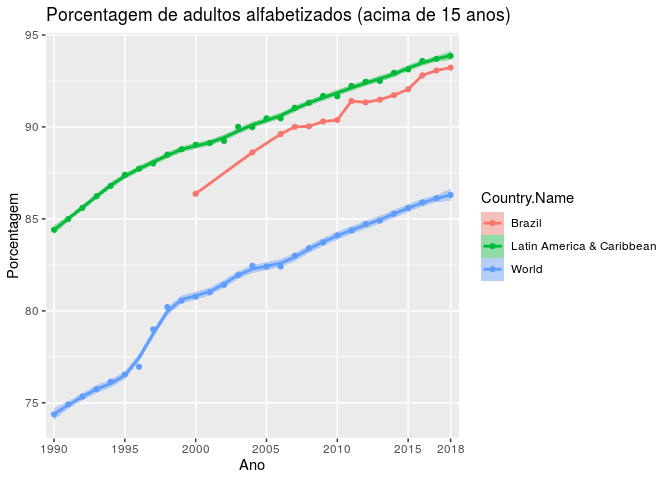 Porcentagem de adultos alfabetizados (acima de 15 anos)
95
90
85
80
75
Porcentagem
1990 1995 2000 2005 2010 2015 2018
Ano
Country.Name
Brazil
Latin America & Caribbean
World